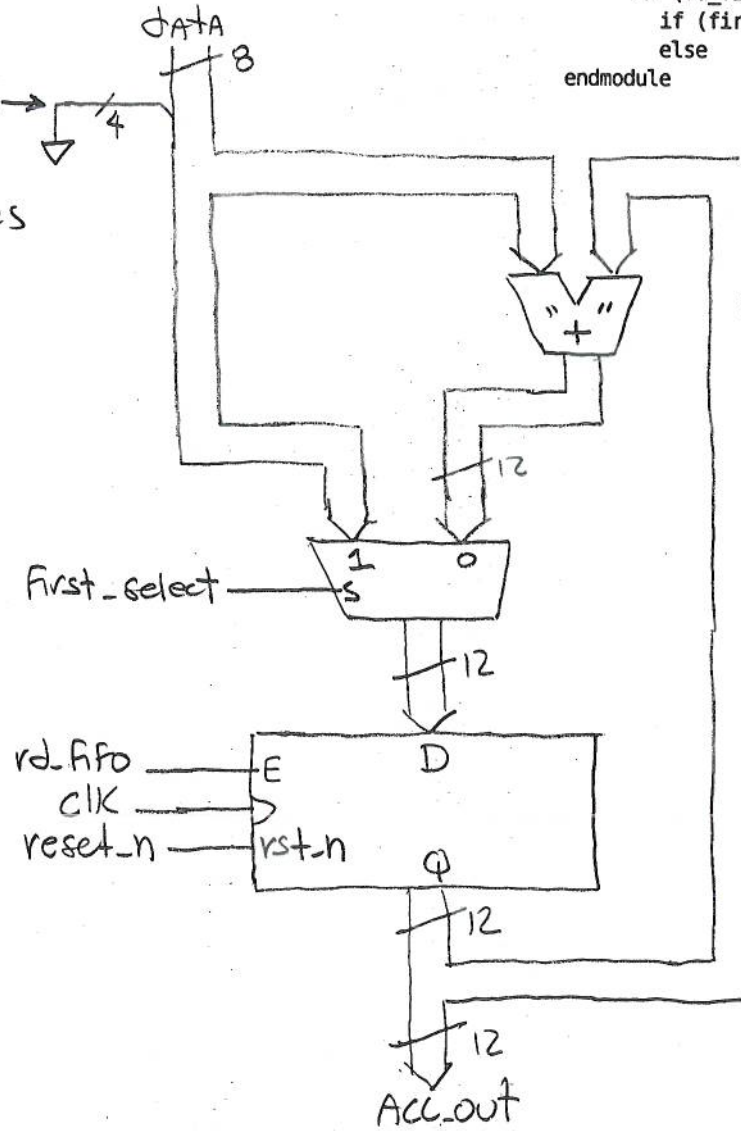 dAtA
8
if (fir
else
endmodule
4
es
" + "
12
1 0
first_select S
12
rd_fifo E D
clk
reset_n rst_n
Q
12
12
ACC_out